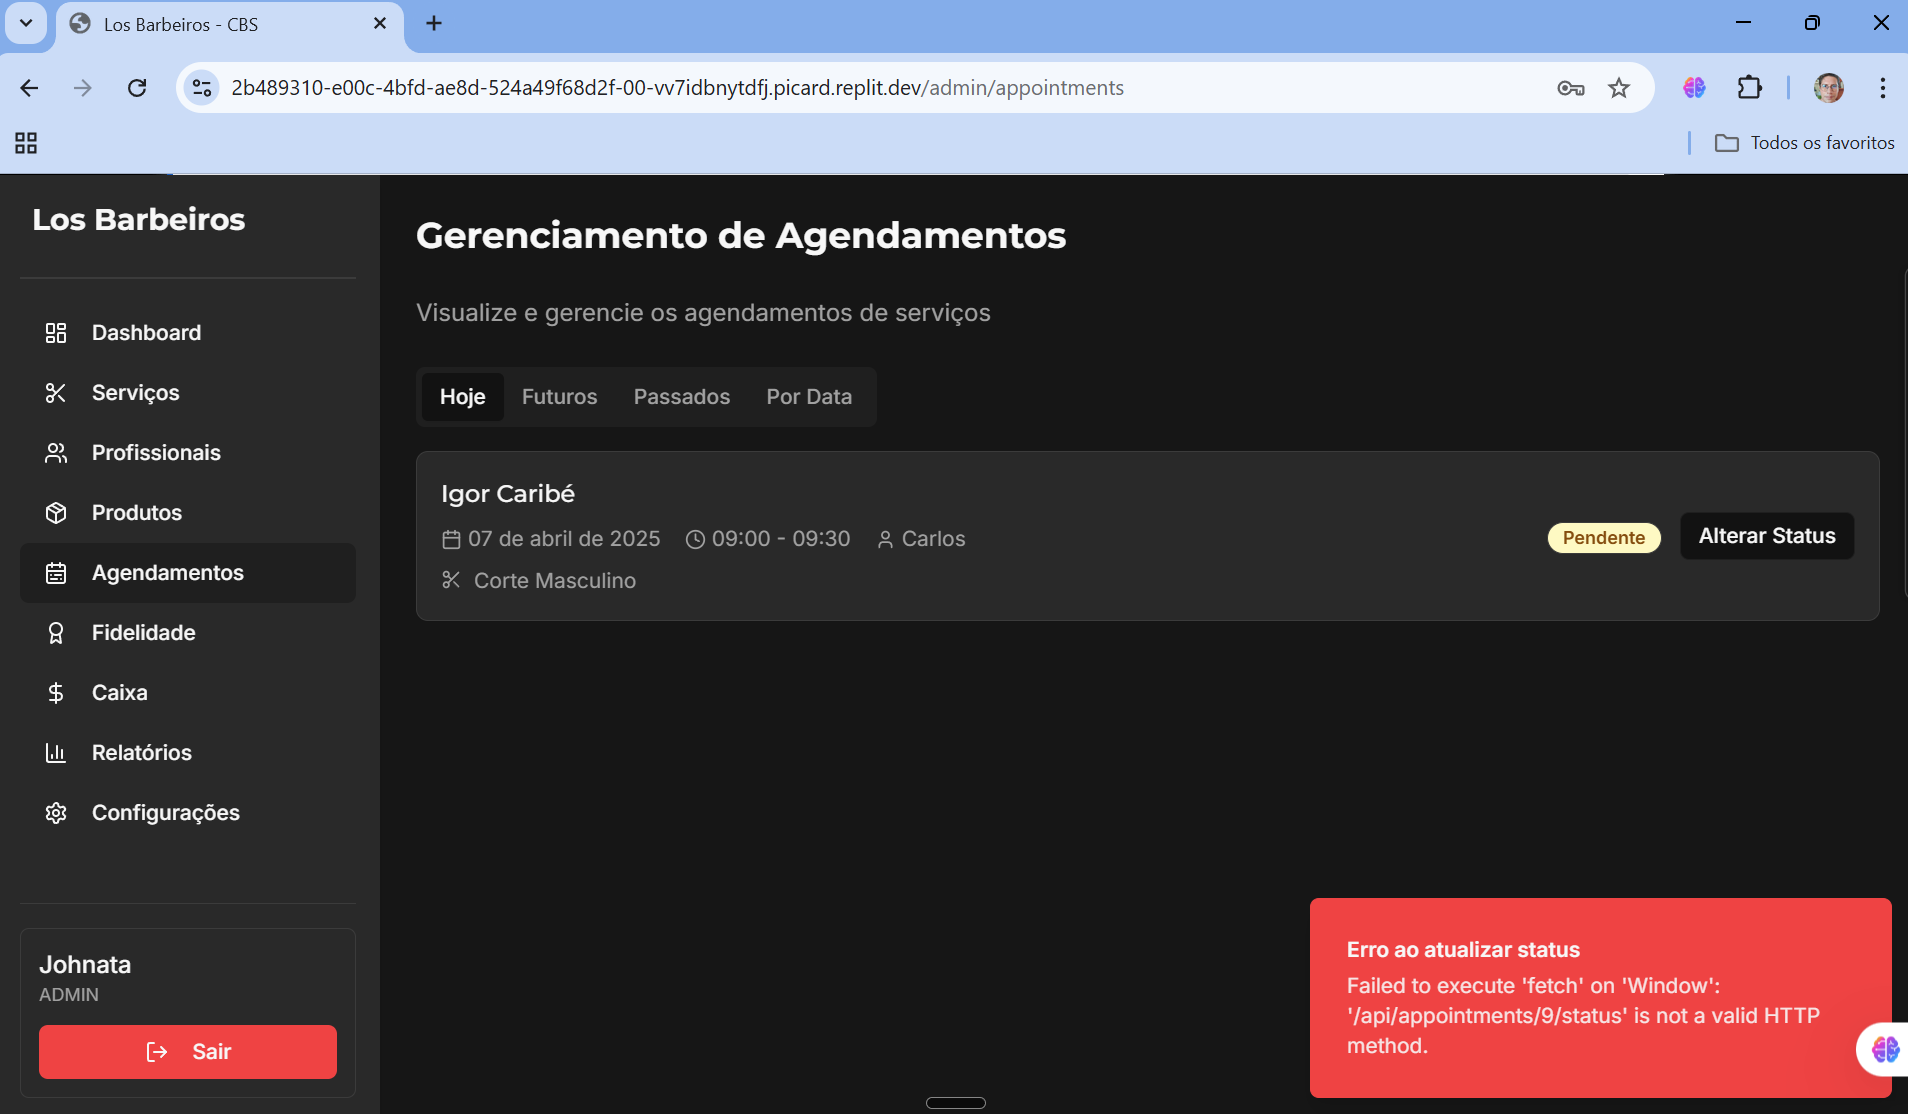 Los Barbeiros - CBS
2b489310-e00c-4bfd-ae8d-524a49f68d2f-00-vv7idbnytdfj.picard.replit.dev/admin/appointments
Todos os favoritos
Los Barbeiros
Dashboard
Serviços
Profissionais
Produtos
Agendamentos
Fidelidade
Caixa
Relatórios
Configurações
Johnata
ADMIN
Sair
Gerenciamento de Agendamentos
Visualize e gerencie os agendamentos de serviços
Hoje Futuros Passados Por Data
Igor Caribé
07 de abril de 2025 09:00 - 09:30 Carlos
Corte Masculino
Pendente
Alterar Status
Erro ao atualizar status
Failed to execute 'fetch' on 'Window':
'/api/appointments/9/status' is not a valid HTTP
method.